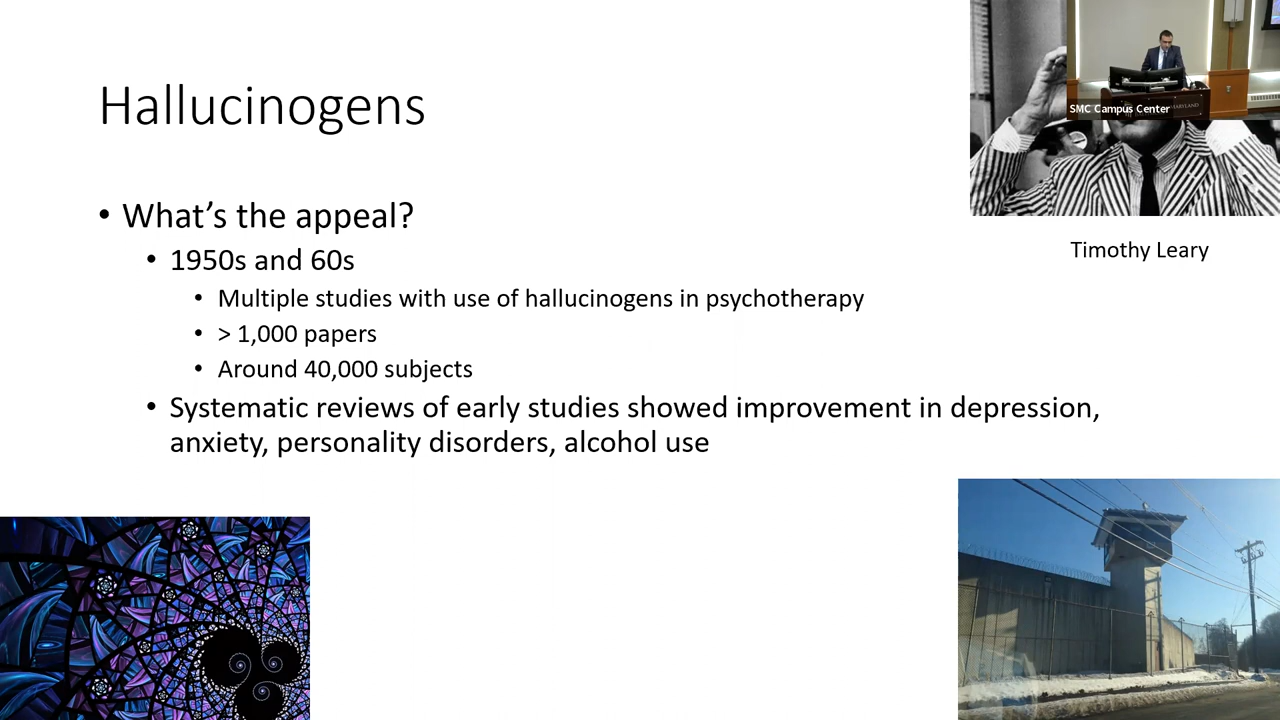 Hallucinogens
SMC Campus Center
MARYLAND
Timothy Leary
• What’s the appeal?
• 1950s and 60s
• Multiple studies with use of hallucinogens in psychotherapy
• > 1,000 papers
• Around 40,000 subjects
• Systematic reviews of early studies showed improvement in depression,
anxiety, personality disorders, alcohol use